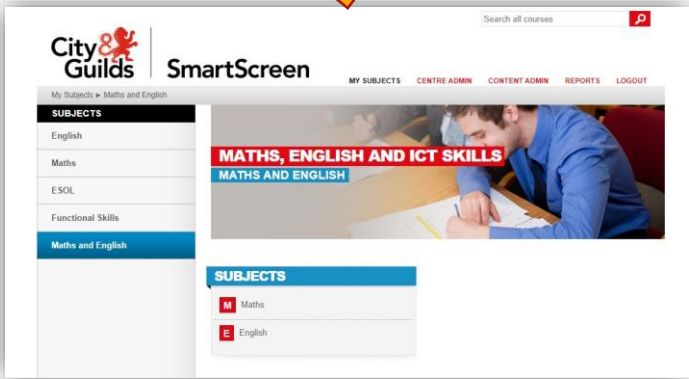 Search all courses
City &
Guilds
SmartScreen
MY SUBJECTS CENTRE ADMIN CONTENT ADMIN REPORTS LOGOUT
My Subjects ► Maths and English
SUBJECTS
English
Maths
ESOL
Functional Skills
Maths and English
MATHS, ENGLISH AND ICT SKILLS
MATHS AND ENGLISH
SUBJECTS
M Maths
E English